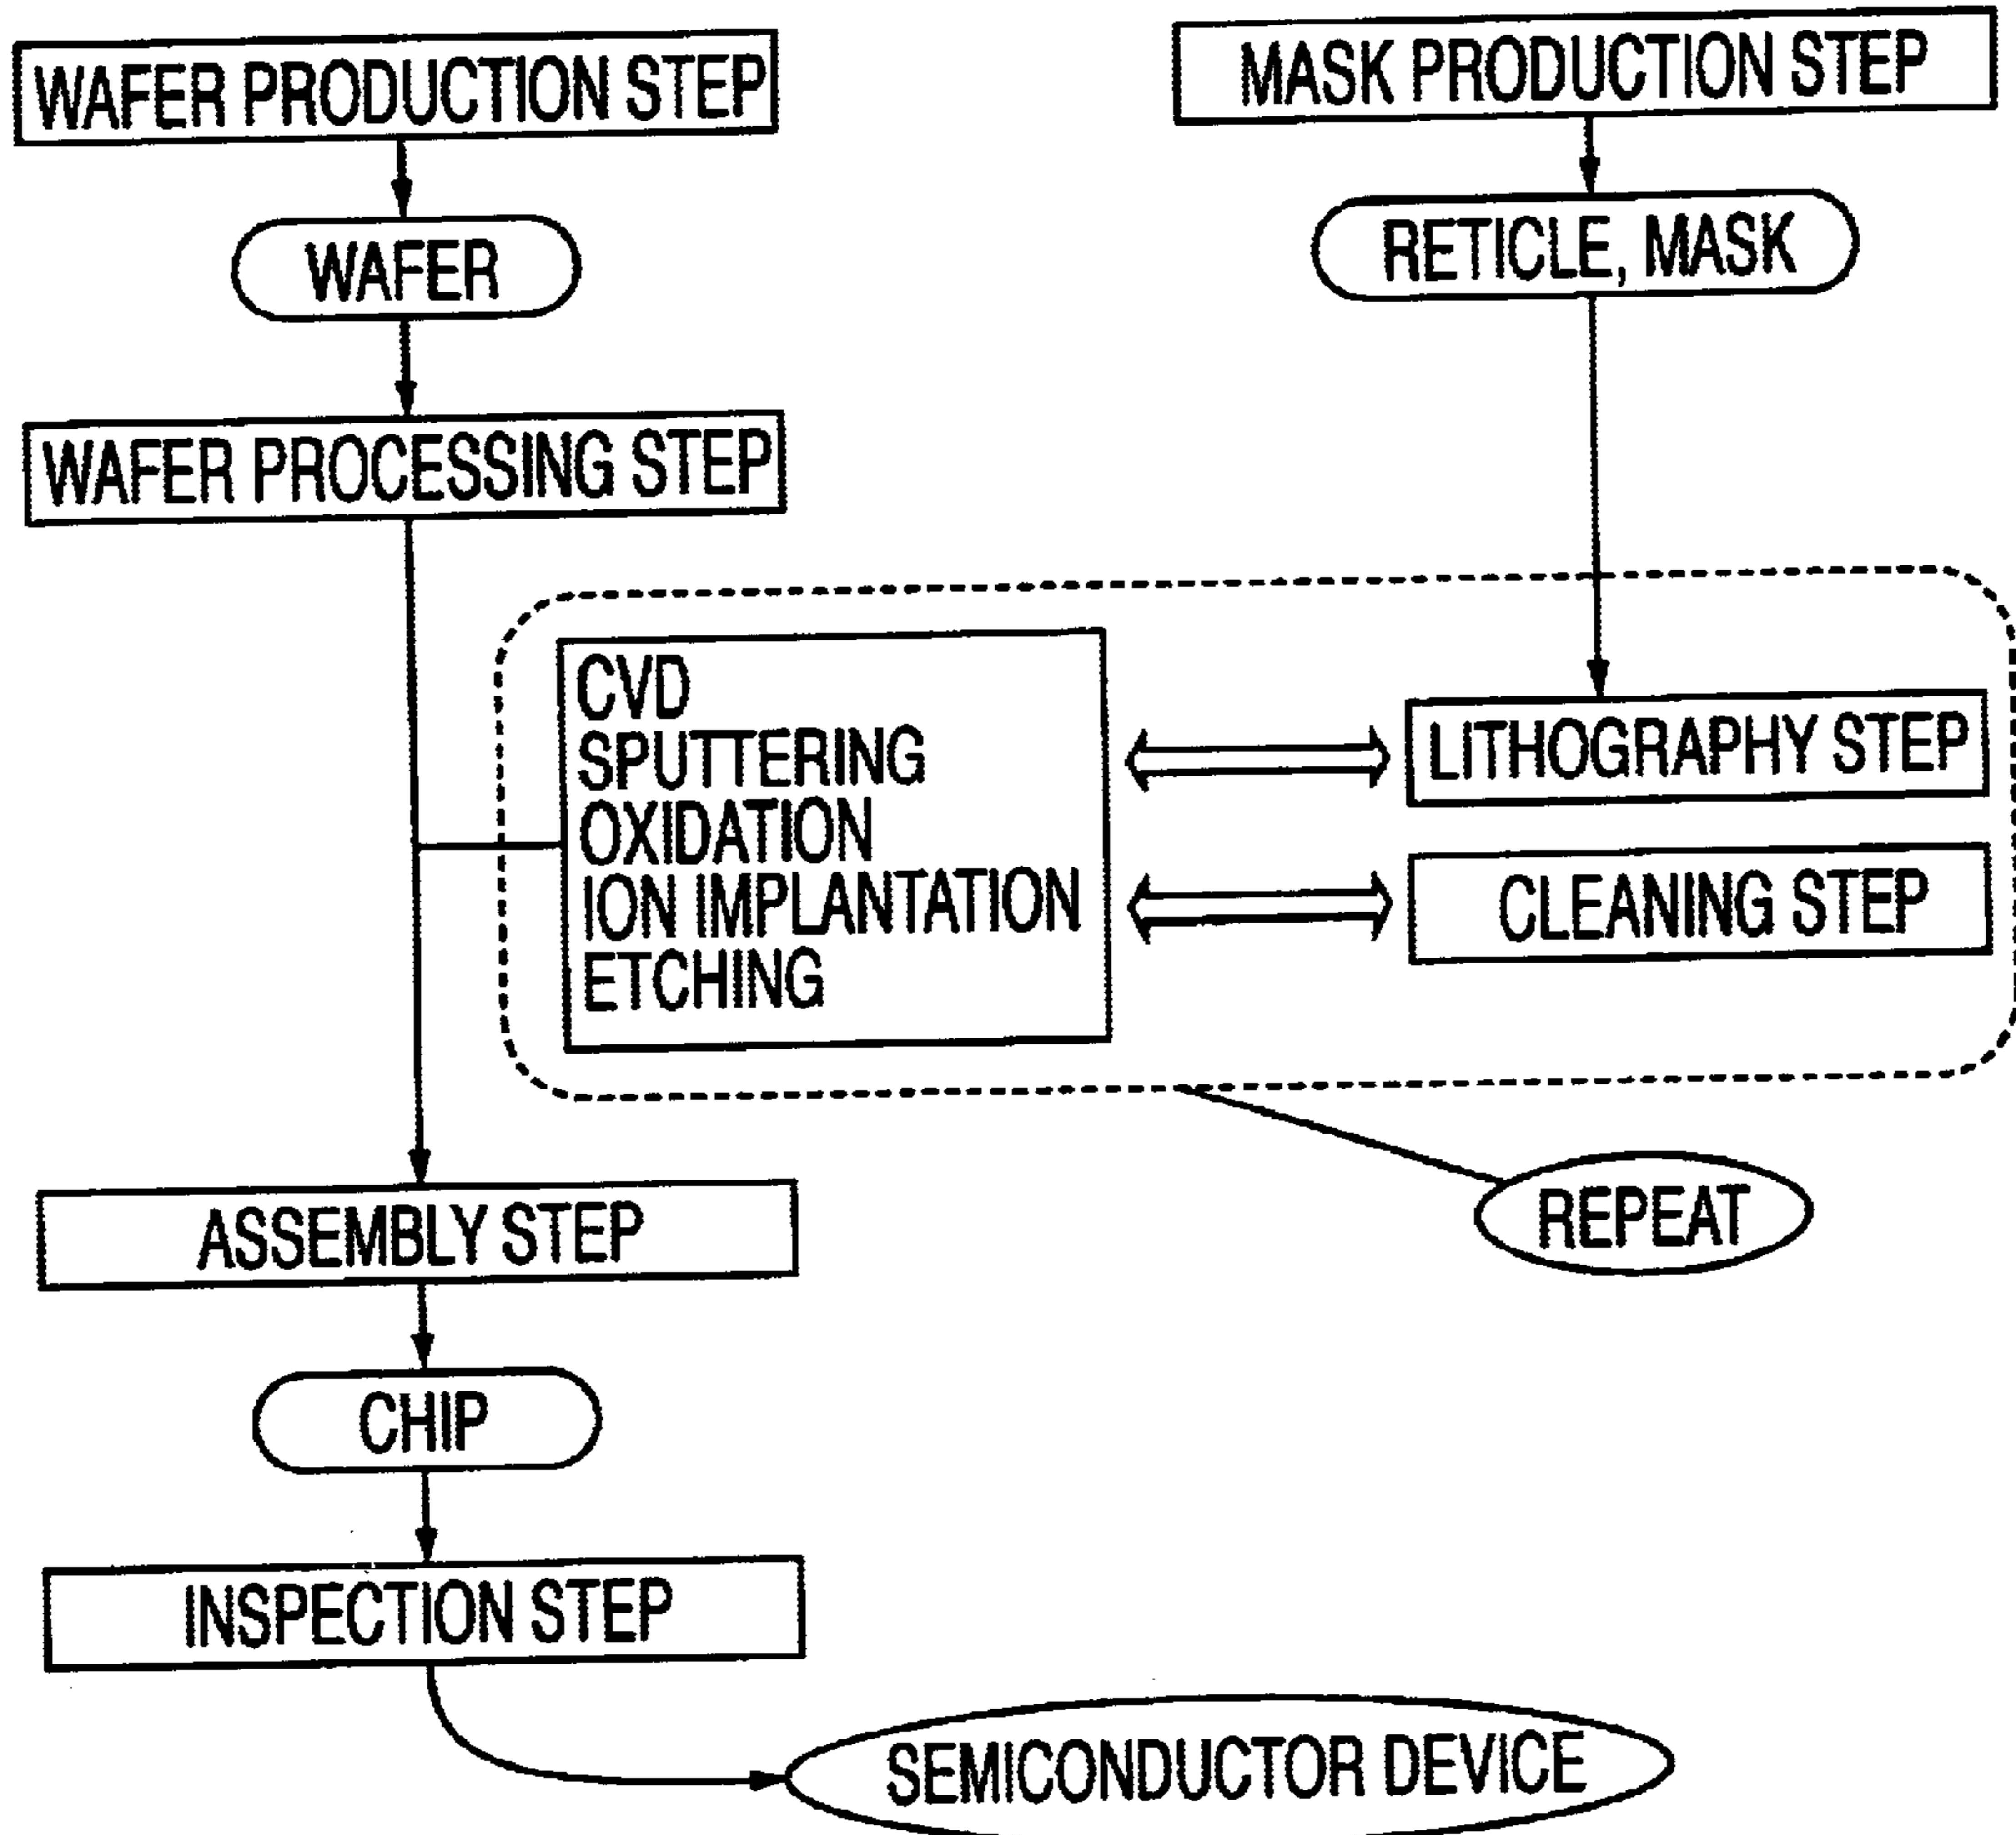 WAFER PRODUCTION STEP
MASK PRODUCTION STEP
WAFER
RETICLE, MASK
WAFER PROCESSING STEP
CVD
SPUTTERING
OXIDATION
ION IMPLANTATION
ETCHING
LITHOGRAPHY STEP
CLEANING STEP
REPEAT
ASSEMBLY STEP
CHIP
INSPECTION STEP
SEMICONDUCTOR DEVICE